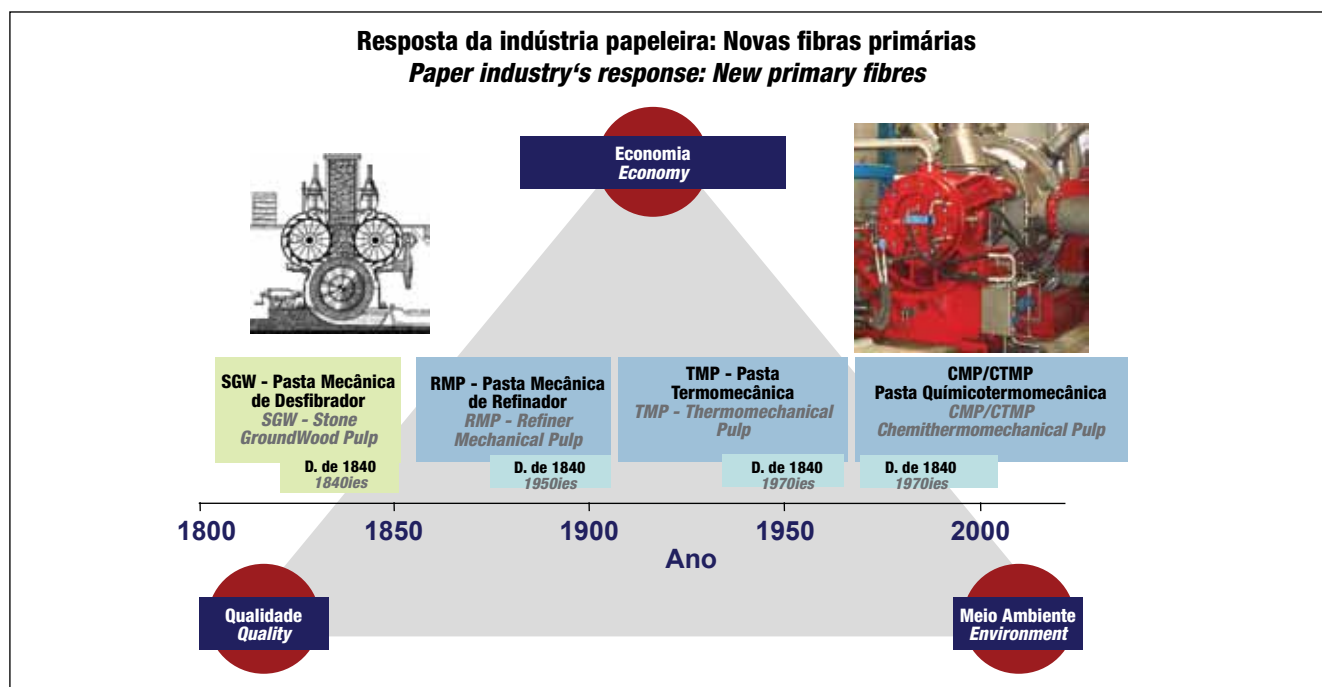 Resposta da indústria papeleira: Novas fibras primárias
Paper industry‘s response: New primary fibres
Economia
Economy
SGW - Pasta Mecânica
de Desfibrador
SGW - Stone
GroundWood Pulp
D. de 1840
1840ies
RMP - Pasta Mecânica
de Refinador
RMP - Refiner
Mechanical Pulp
D. de 1840
1950ies
TMP - Pasta
Termomecânica
TMP - Thermomechanical
Pulp
D. de 1840
1970ies
CMP/CTMP
Pasta Químicotermomecânica
CMP/CTMP
Chemithermomechanical Pulp
D. de 1840
1970ies
1800 1850 1900 1950 2000
Ano
Qualidade
Quality
Meio Ambiente
Environment